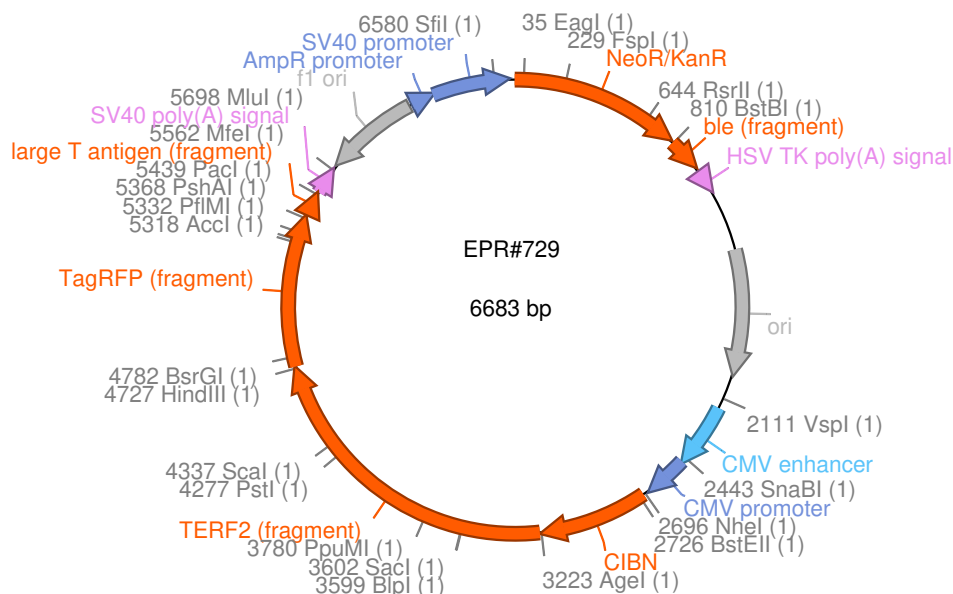 6580 SfiI (1)
SV40 promoter
AmpR promoter
f1 ori
5698 MluI (1)
SV40 poly(A) signal
5562 MfeI (1)
large T antigen (fragment)
5439 PacI (1)
5368 PshAI (1)
5332 PflMI (1)
5318 AccI (1)
TagRFP (fragment)
4782 BsrGI (1)
4727 HindIII (1)
4337 ScaI (1)
4277 PstI (1)
TERF2 (fragment)
3780 PpuMI (1)
3602 SacI (1)
3599 BlpI (1)
EPR#729
6683 bp
35 EagI (1)
229 FspI (1)
NeoR/KanR
644 RsrII (1)
810 BstBI (1)
ble (fragment)
HSV TK poly(A) signal
ori
2111 VspI (1)
CMV enhancer
2443 SnaBI (1)
CMV promoter
2696 NheI (1)
2726 BstEII (1)
CIBN
3223 AgeI (1)